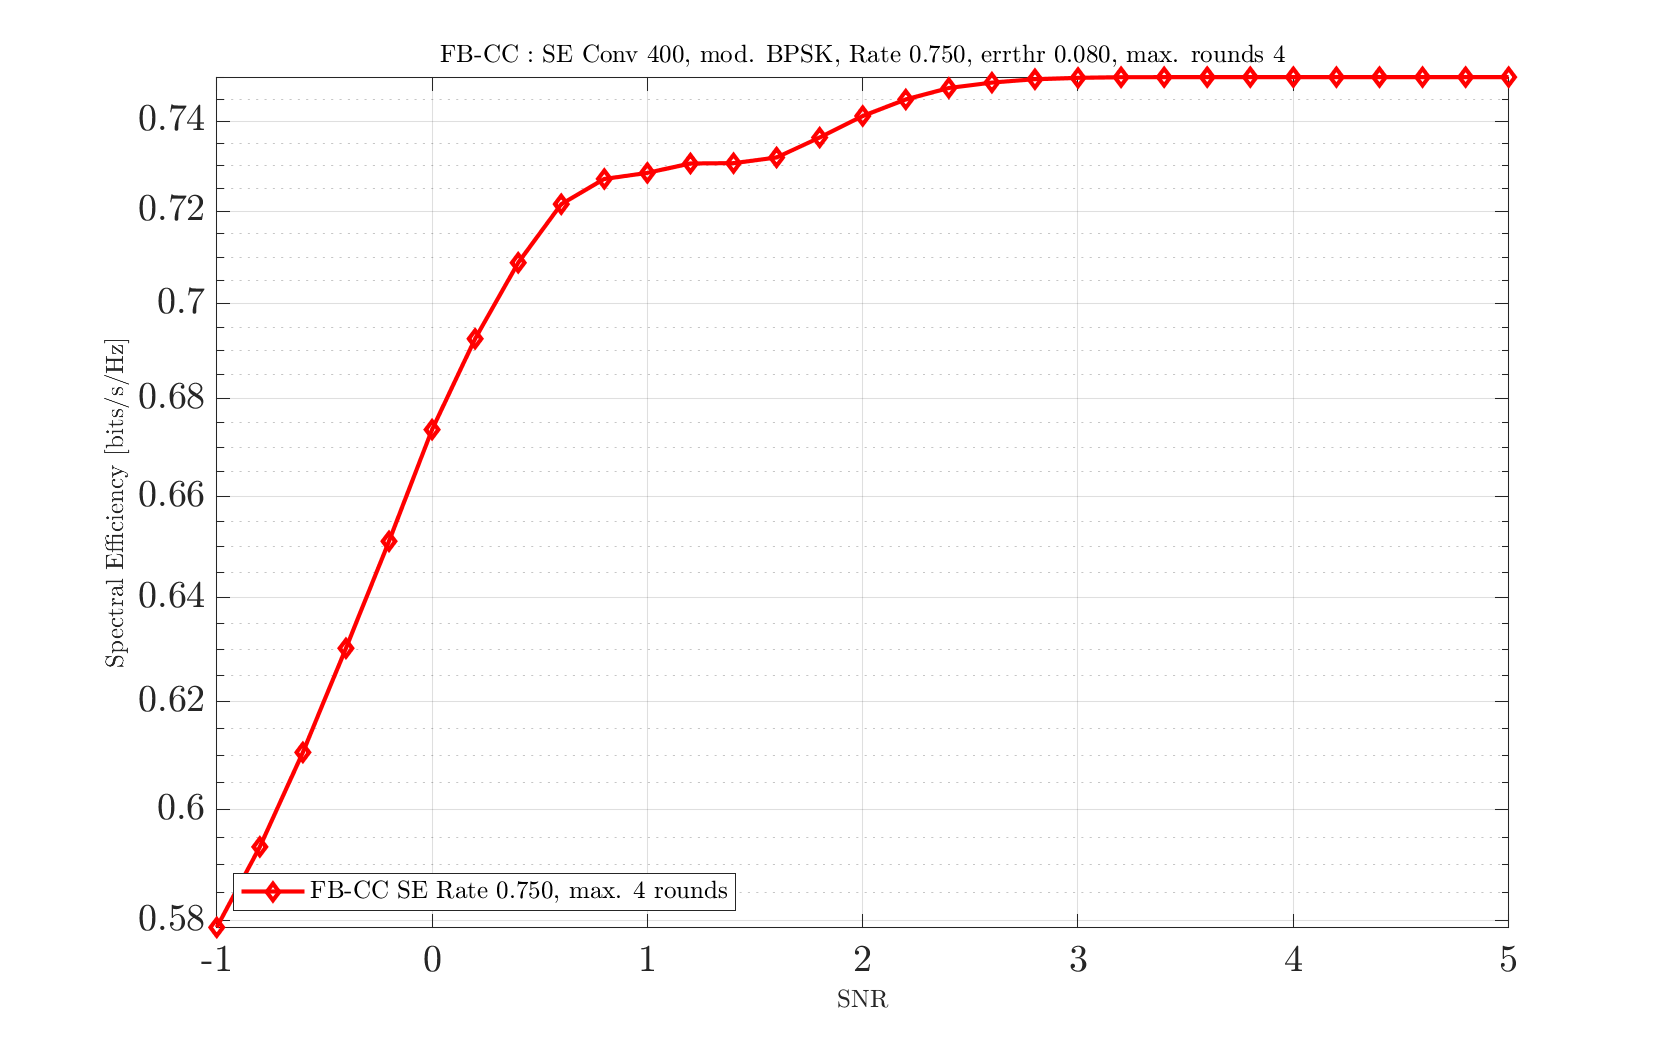 FB-CC : SE Conv 400, mod. BPSK, Rate 0.750, errthr 0.080, max. rounds 4
Spectral Efficiency [bits/s/Hz]
0.74
0.72
0.7
0.68
0.66
0.64
0.62
0.6
0.58
FB-CC SE Rate 0.750, max. 4 rounds
-1 0 1 2 3 4 5
SNR